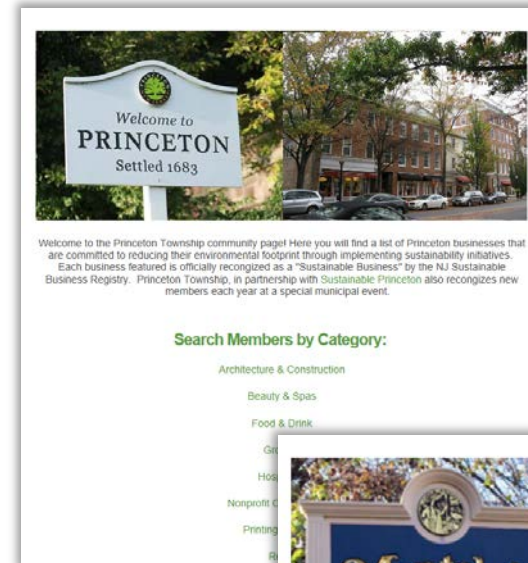 Welcome to
PRINCETON
Settled 1683
Welcome to the Princeton Township community page! Here you will find a list of Princeton businesses that
are committed to reducing their environmental footprint through implementing sustainability initiatives.
Each business featured is officially recongized as a "Sustainable Business" by the NJ Sustainable
Business Registry. Princeton Township, in partnership with Sustainable Princeton also recongizes new
members each year at a special municipal event.
Search Members by Category:
Architecture & Construction
Beauty & Spas
Food & Drink
Nonprofit
Printing